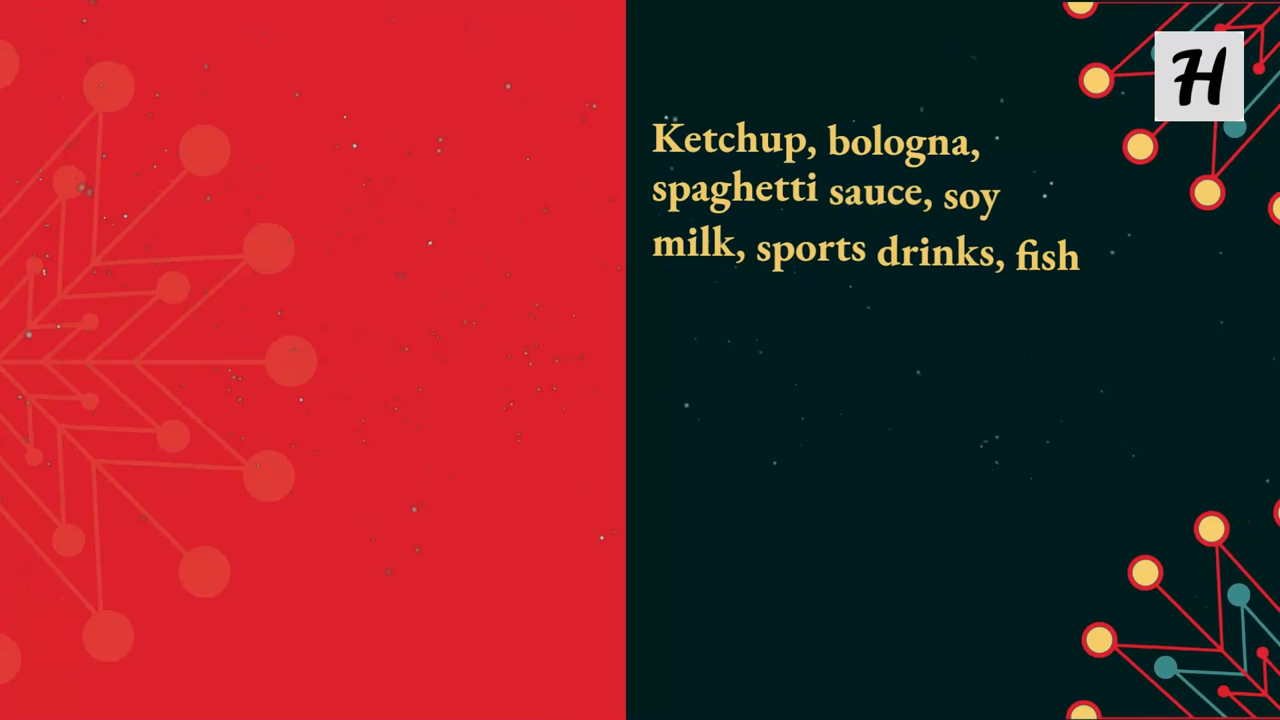 H
Ketchup, bologna,
spaghetti sauce, soy
milk, sports drinks, fish